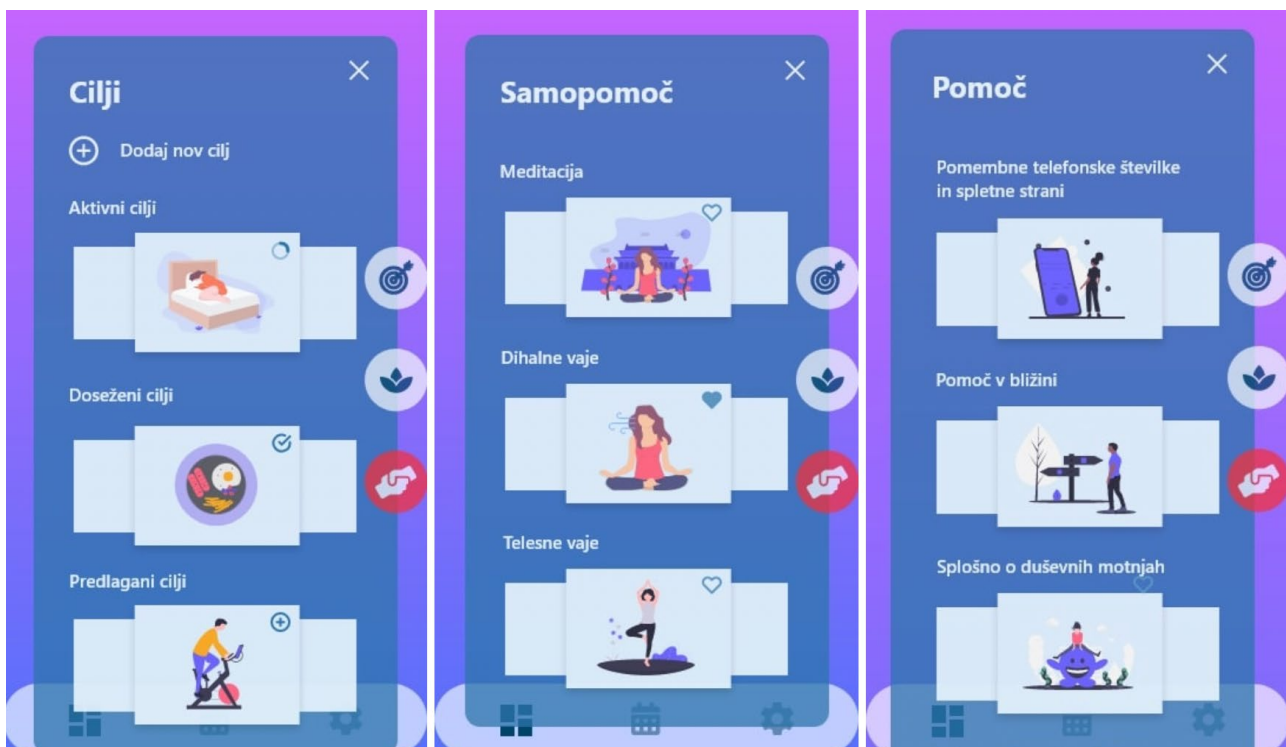 Cilji
Dodaj nov cilj
Aktivni cilji
Doseženi cilji
Predlagani cilji
Samopomoč
Meditacija
Dihalne vaje
Telesne vaje
Pomoč
Pomembne telefonske številke
in spletne strani
Pomoč v bližini
Splošno o duševnih motnjah